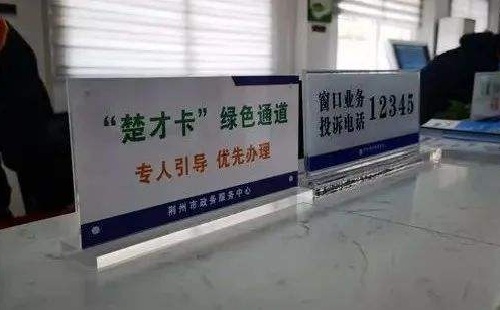 “楚才卡”绿色通道
专人引导 优先办理
荆州市政务服务中心
窗口业务
投诉电话 12345